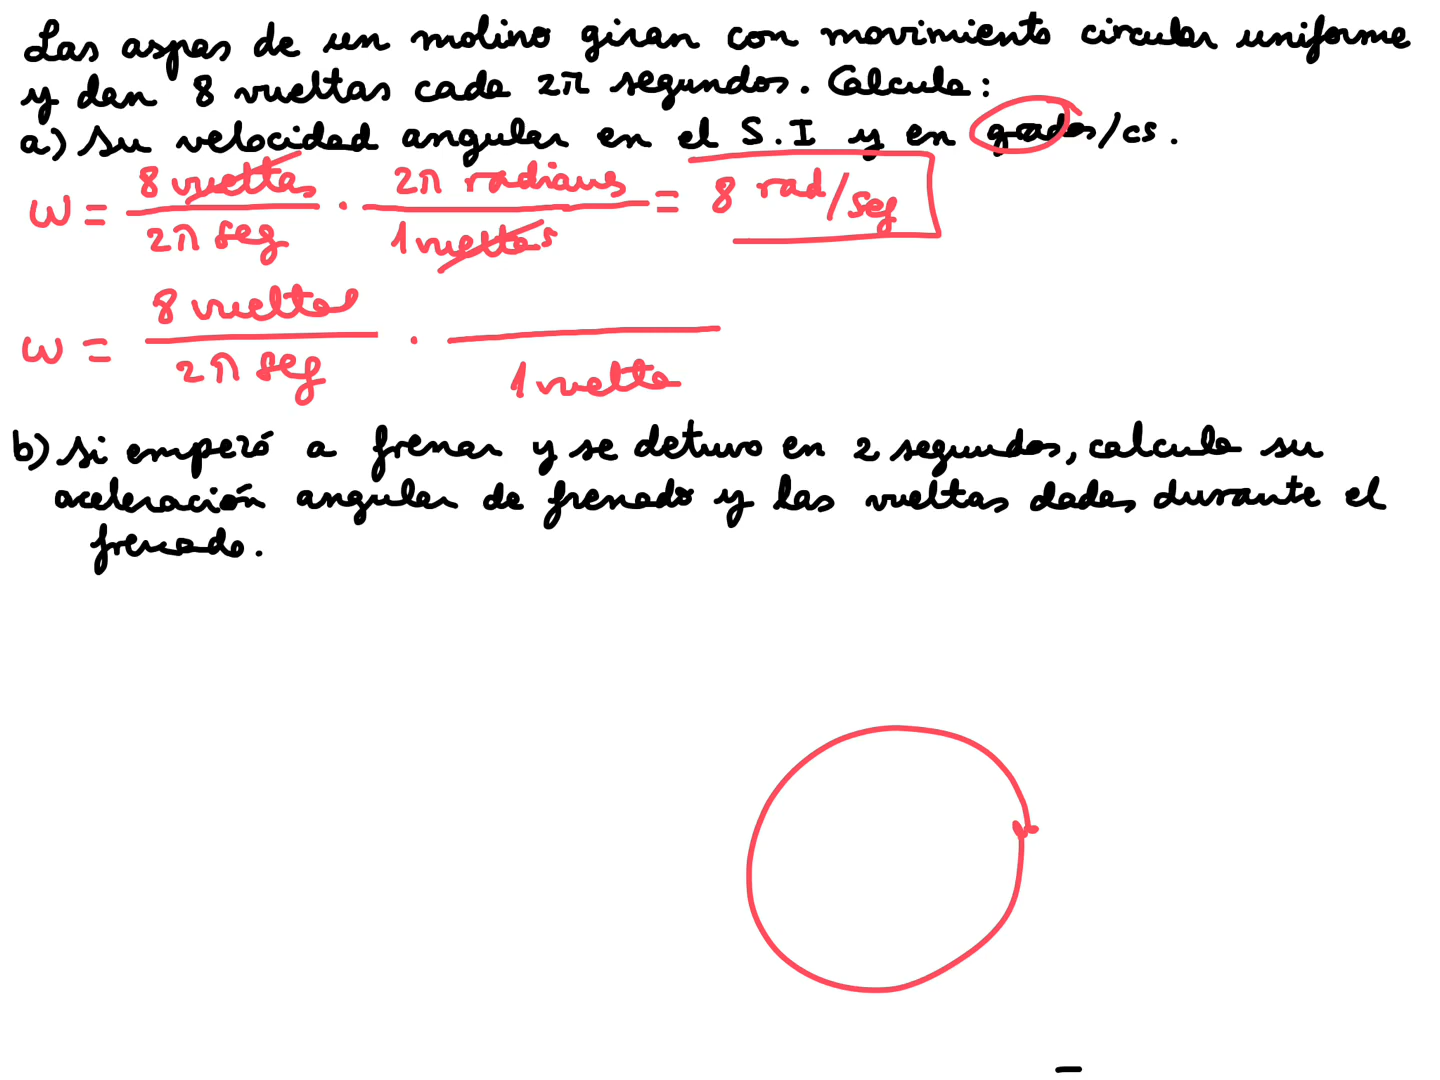 Las aspas de un molino giran con movimiento circular uniforme
y dan 8 vueltas cada 2π segundos. Calcula:
a) Su velocidad angular en el S.I y en grados/cs.
ω = 8 vueltas / 2π seg · 2π radianes / 1 vueltas = 8 rad/seg
ω = 8 vueltas / 2π seg · / 1 vuelta
b) Si empezó a frenar y se detuvo en 2 segundos, calcula su
aceleración angular de frenado y las vueltas dadas durante el
frenado.